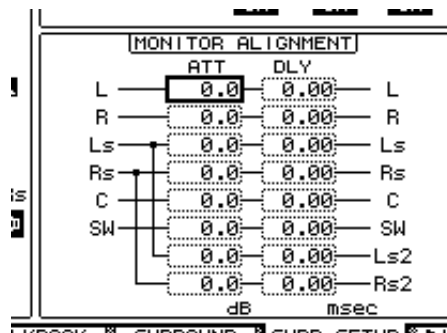 MONITOR ALIGNMENT
ATT DLY
L 0.0 0.00 L
R 0.0 0.00 R
Ls 0.0 0.00 Ls
Rs 0.0 0.00 Rs
C 0.0 0.00 C
SW 0.0 0.00 SW
0.0 0.00 Ls2
0.0 0.00 Rs2
dB msec